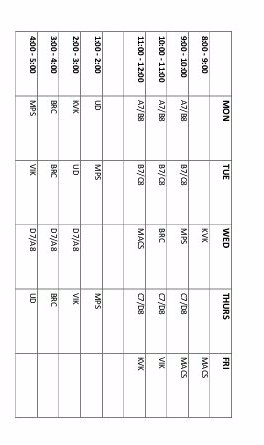 MON TUE WED THURS FRI
8:00 - 9:00 KVK MACS
9:00 - 10:00 A7/B8 B7/C8 MPS C7/D8 MACS
10:00 - 11:00 A7/B8 B7/C8 BRC C7/D8 VIK
11:00 - 12:00 A7/B8 B7/C8 MACS C7/D8 KVK
1:00 - 2:00 UD MPS MPS
2:00 - 3:00 KVK UD D7/A8 VIK
3:00 - 4:00 BRC BRC D7/A8 BRC
4:00 - 5:00 MPS VIK D7/A8 UD